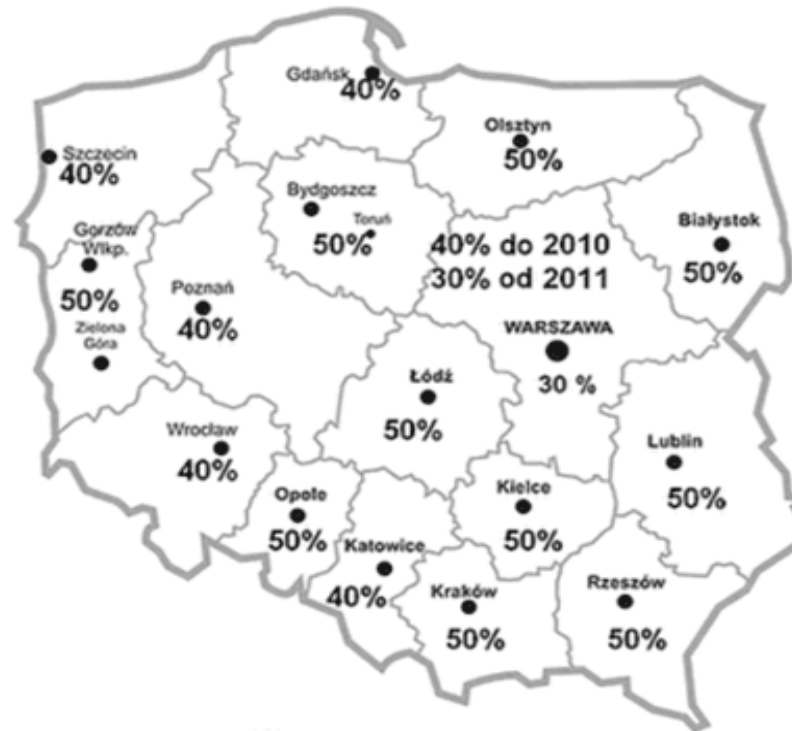 Gdańsk
40%
Olsztyn
50%
Szczecin
40%
Bydgoszcz
Toruń
50%
Białystok
50%
Gorzów
Wlkp.
50%
Zielona
Góra
40% do 2010
30% od 2011
WARSZAWA
30 %
Poznań
40%
Łódź
50%
Wrocław
40%
Lublin
50%
Opole
50%
Kielce
50%
Katowice
40%
Kraków
50%
Rzeszów
50%